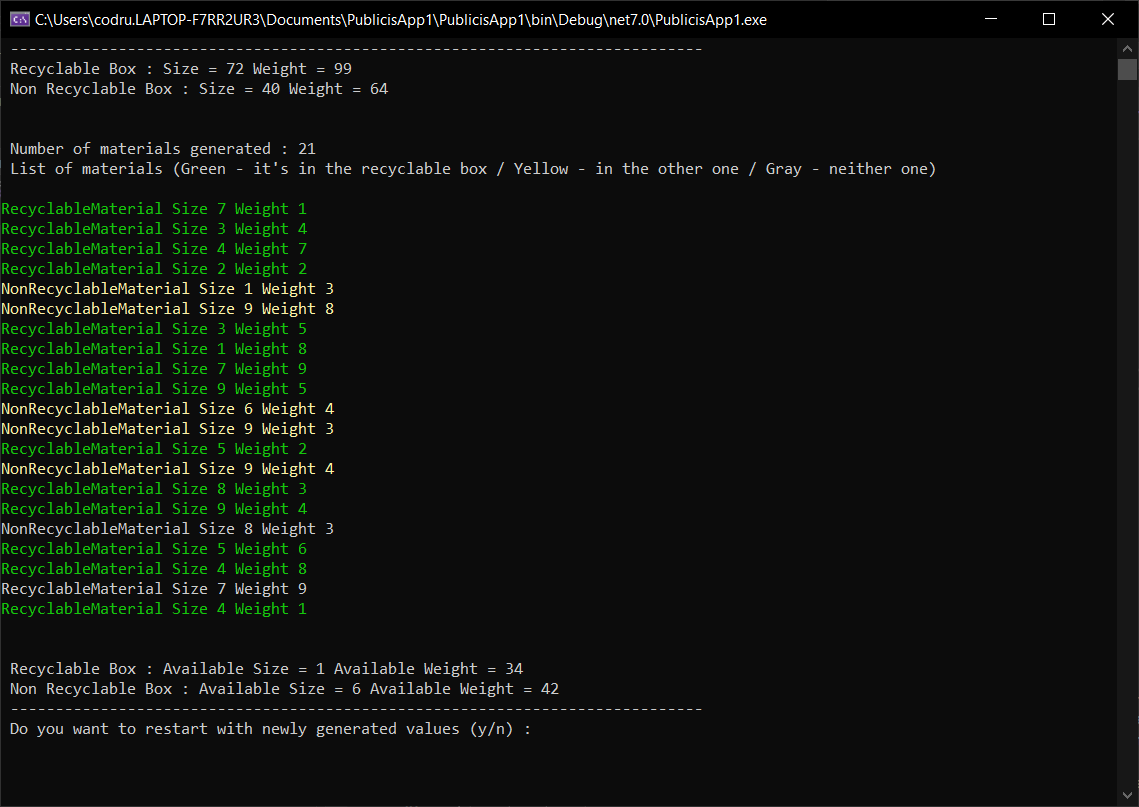 C:\Users\codru.LAPTOP-F7RR2UR3\Documents\PublicisApp1\PublicisApp1\bin\Debug\net7.0\PublicisApp1.exe
-----------------------------------------------------------------------------
Recyclable Box : Size = 72 Weight = 99
Non Recyclable Box : Size = 40 Weight = 64
Number of materials generated : 21
List of materials (Green - it's in the recyclable box / Yellow - in the other one / Gray - neither one)
RecyclableMaterial Size 7 Weight 1
RecyclableMaterial Size 3 Weight 4
RecyclableMaterial Size 4 Weight 7
RecyclableMaterial Size 2 Weight 2
NonRecyclableMaterial Size 1 Weight 3
NonRecyclableMaterial Size 9 Weight 8
RecyclableMaterial Size 3 Weight 5
RecyclableMaterial Size 1 Weight 8
RecyclableMaterial Size 7 Weight 9
RecyclableMaterial Size 9 Weight 5
NonRecyclableMaterial Size 6 Weight 4
NonRecyclableMaterial Size 9 Weight 3
RecyclableMaterial Size 5 Weight 2
NonRecyclableMaterial Size 9 Weight 4
RecyclableMaterial Size 8 Weight 3
RecyclableMaterial Size 9 Weight 4
NonRecyclableMaterial Size 8 Weight 3
RecyclableMaterial Size 5 Weight 6
RecyclableMaterial Size 4 Weight 8
RecyclableMaterial Size 7 Weight 9
RecyclableMaterial Size 4 Weight 1
Recyclable Box : Available Size = 1 Available Weight = 34
Non Recyclable Box : Available Size = 6 Available Weight = 42
-----------------------------------------------------------------------------
Do you want to restart with newly generated values (y/n) :